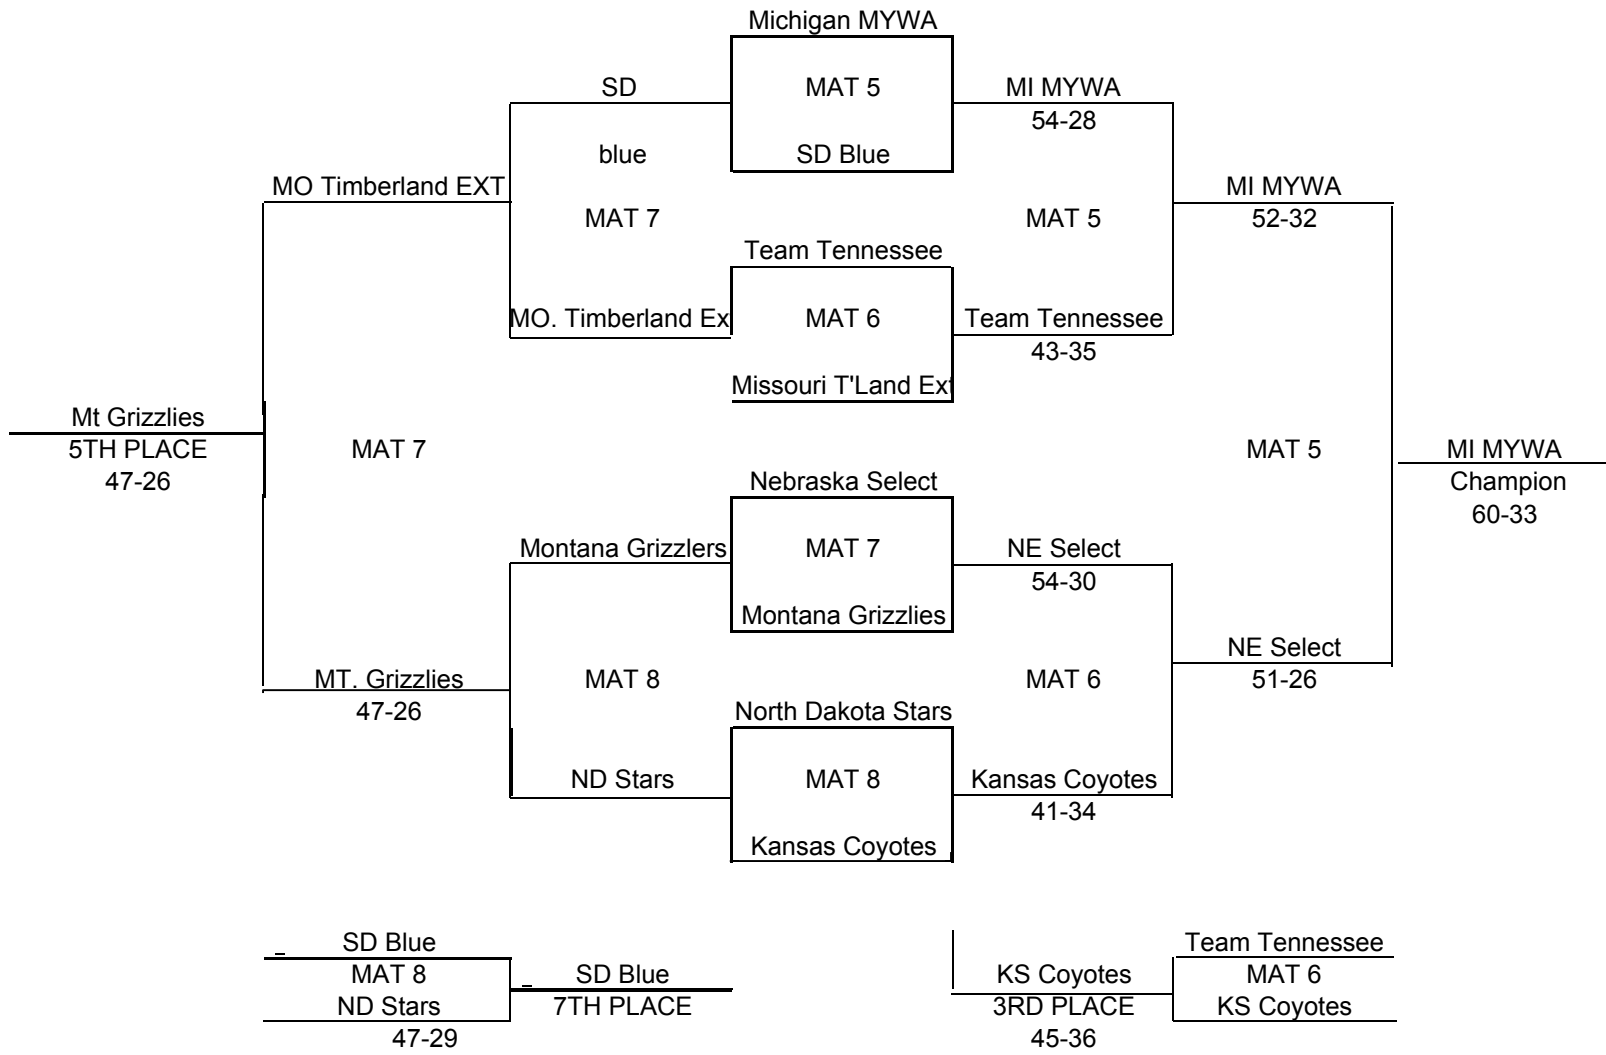 Michigan MYWA
SD
MAT 5
MI MYWA
54-28
blue
SD Blue
MO Timberland EXT
MI MYWA
MAT 7
MAT 5
52-32
Team Tennessee
MO. Timberland Ex
MAT 6
Team Tennessee
43-35
Missouri T'Land Ext
Mt Grizzlies
5TH PLACE
MAT 7
MAT 5
MI MYWA
47-26
Nebraska Select
Champion
60-33
Montana Grizzlers
MAT 7
NE Select
54-30
Montana Grizzlies
NE Select
MT. Grizzlies
MAT 8
MAT 6
51-26
47-26
North Dakota Stars
ND Stars
MAT 8
Kansas Coyotes
41-34
Kansas Coyotes
SD Blue
Team Tennessee
MAT 8
SD Blue
KS Coyotes
MAT 6
ND Stars
7TH PLACE
3RD PLACE
KS Coyotes
47-29
45-36